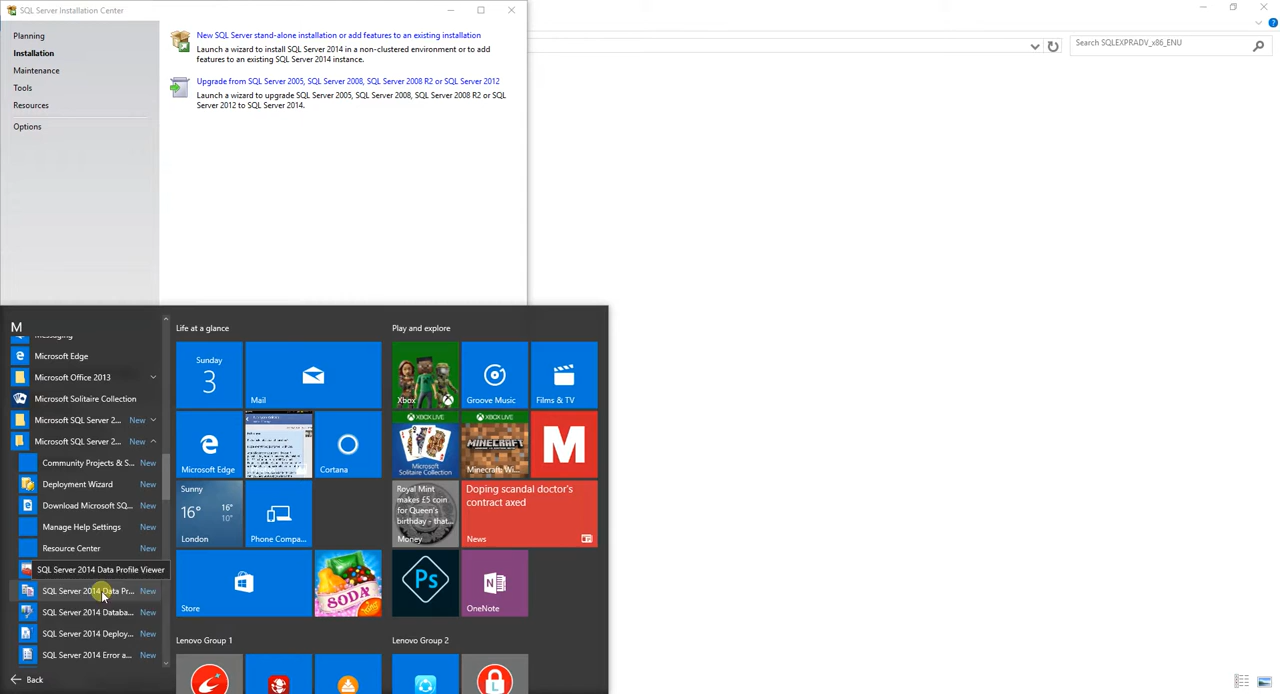 SQL Server Installation Center
Planning
Installation
Maintenance
Tools
Resources
Options
New SQL Server stand-alone installation or add features to an existing installation
Launch a wizard to install SQL Server 2014 in a non-clustered environment or to add
features to an existing SQL Server 2014 instance.
Upgrade from SQL Server 2005, SQL Server 2008, SQL Server 2008 R2 or SQL Server 2012
Launch a wizard to upgrade SQL Server 2005, SQL Server 2008, SQL Server 2008 R2 or SQL
Server 2012 to SQL Server 2014.
Search SQLEXPRADV_x86_ENU
M
Messaging
Microsoft Edge
Microsoft Office 2013
Microsoft Solitaire Collection
Microsoft SQL Server 2... New
Microsoft SQL Server 2... New
Community Projects & S... New
Deployment Wizard New
Download Microsoft SQ... New
Manage Help Settings New
Resource Center New
SQL Server 2014 Data Profile Viewer
SQL Server 2014 Data Pr... New
SQL Server 2014 Databa... New
SQL Server 2014 Deploy... New
SQL Server 2014 Error a... New
Back
Life at a glance
Sunday
3
Mail
Microsoft Edge
Cortana
Sunny
16°
16°
10°
London
Phone Compa...
Store
SODA
Lenovo Group 1
Play and explore
Xbox
Groove Music
Films & TV
XBOX LIVE
Microsoft
Solitaire Collection
XBOX LIVE
MINECRAFT
Minecraft: Wi...
M
Royal Mint
makes £5 coin
for Queen's
birthday - that...
Money
Doping scandal doctor's
contract axed
News
Ps
OneNote
Lenovo Group 2